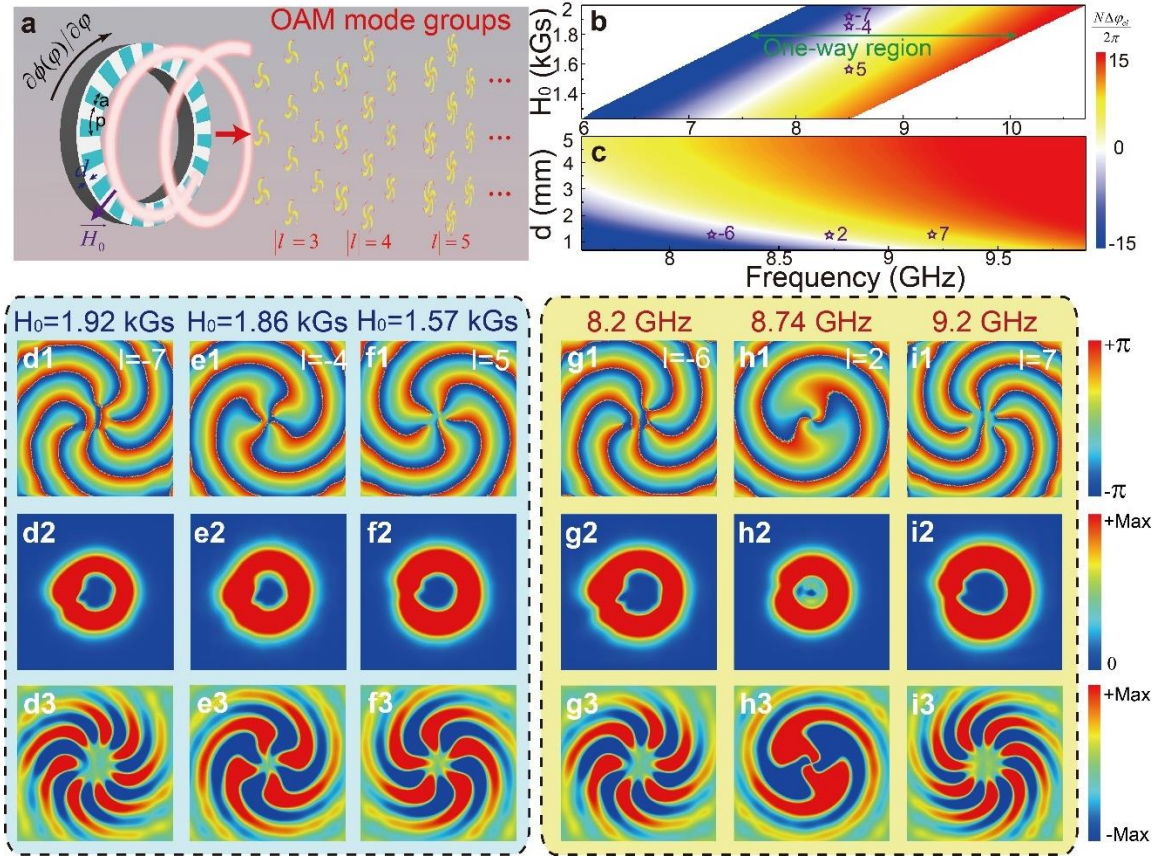 a
OAM mode groups
∂ϕ(φ)/∂φ
a
p
d
H₀
...
...
...
|l| = 3
|l| = 4
|l| = 5
b
H₀ (kGs)
2
1.8
1.6
1.4
-7
-4
One-way region
5
6
7
8
9
10
c
d (mm)
5
4
3
2
1
-6
2
7
8
8.5
9
9.5
Frequency (GHz)
NΔφ_cl/2π
15
0
-15
H₀=1.92 kGs
H₀=1.86 kGs
H₀=1.57 kGs
d1
l=-7
e1
l=-4
f1
l=5
d2
e2
f2
d3
e3
f3
8.2 GHz
8.74 GHz
9.2 GHz
g1
l=-6
h1
l=2
i1
l=7
+π
-π
g2
h2
i2
+Max
0
g3
h3
i3
+Max
-Max